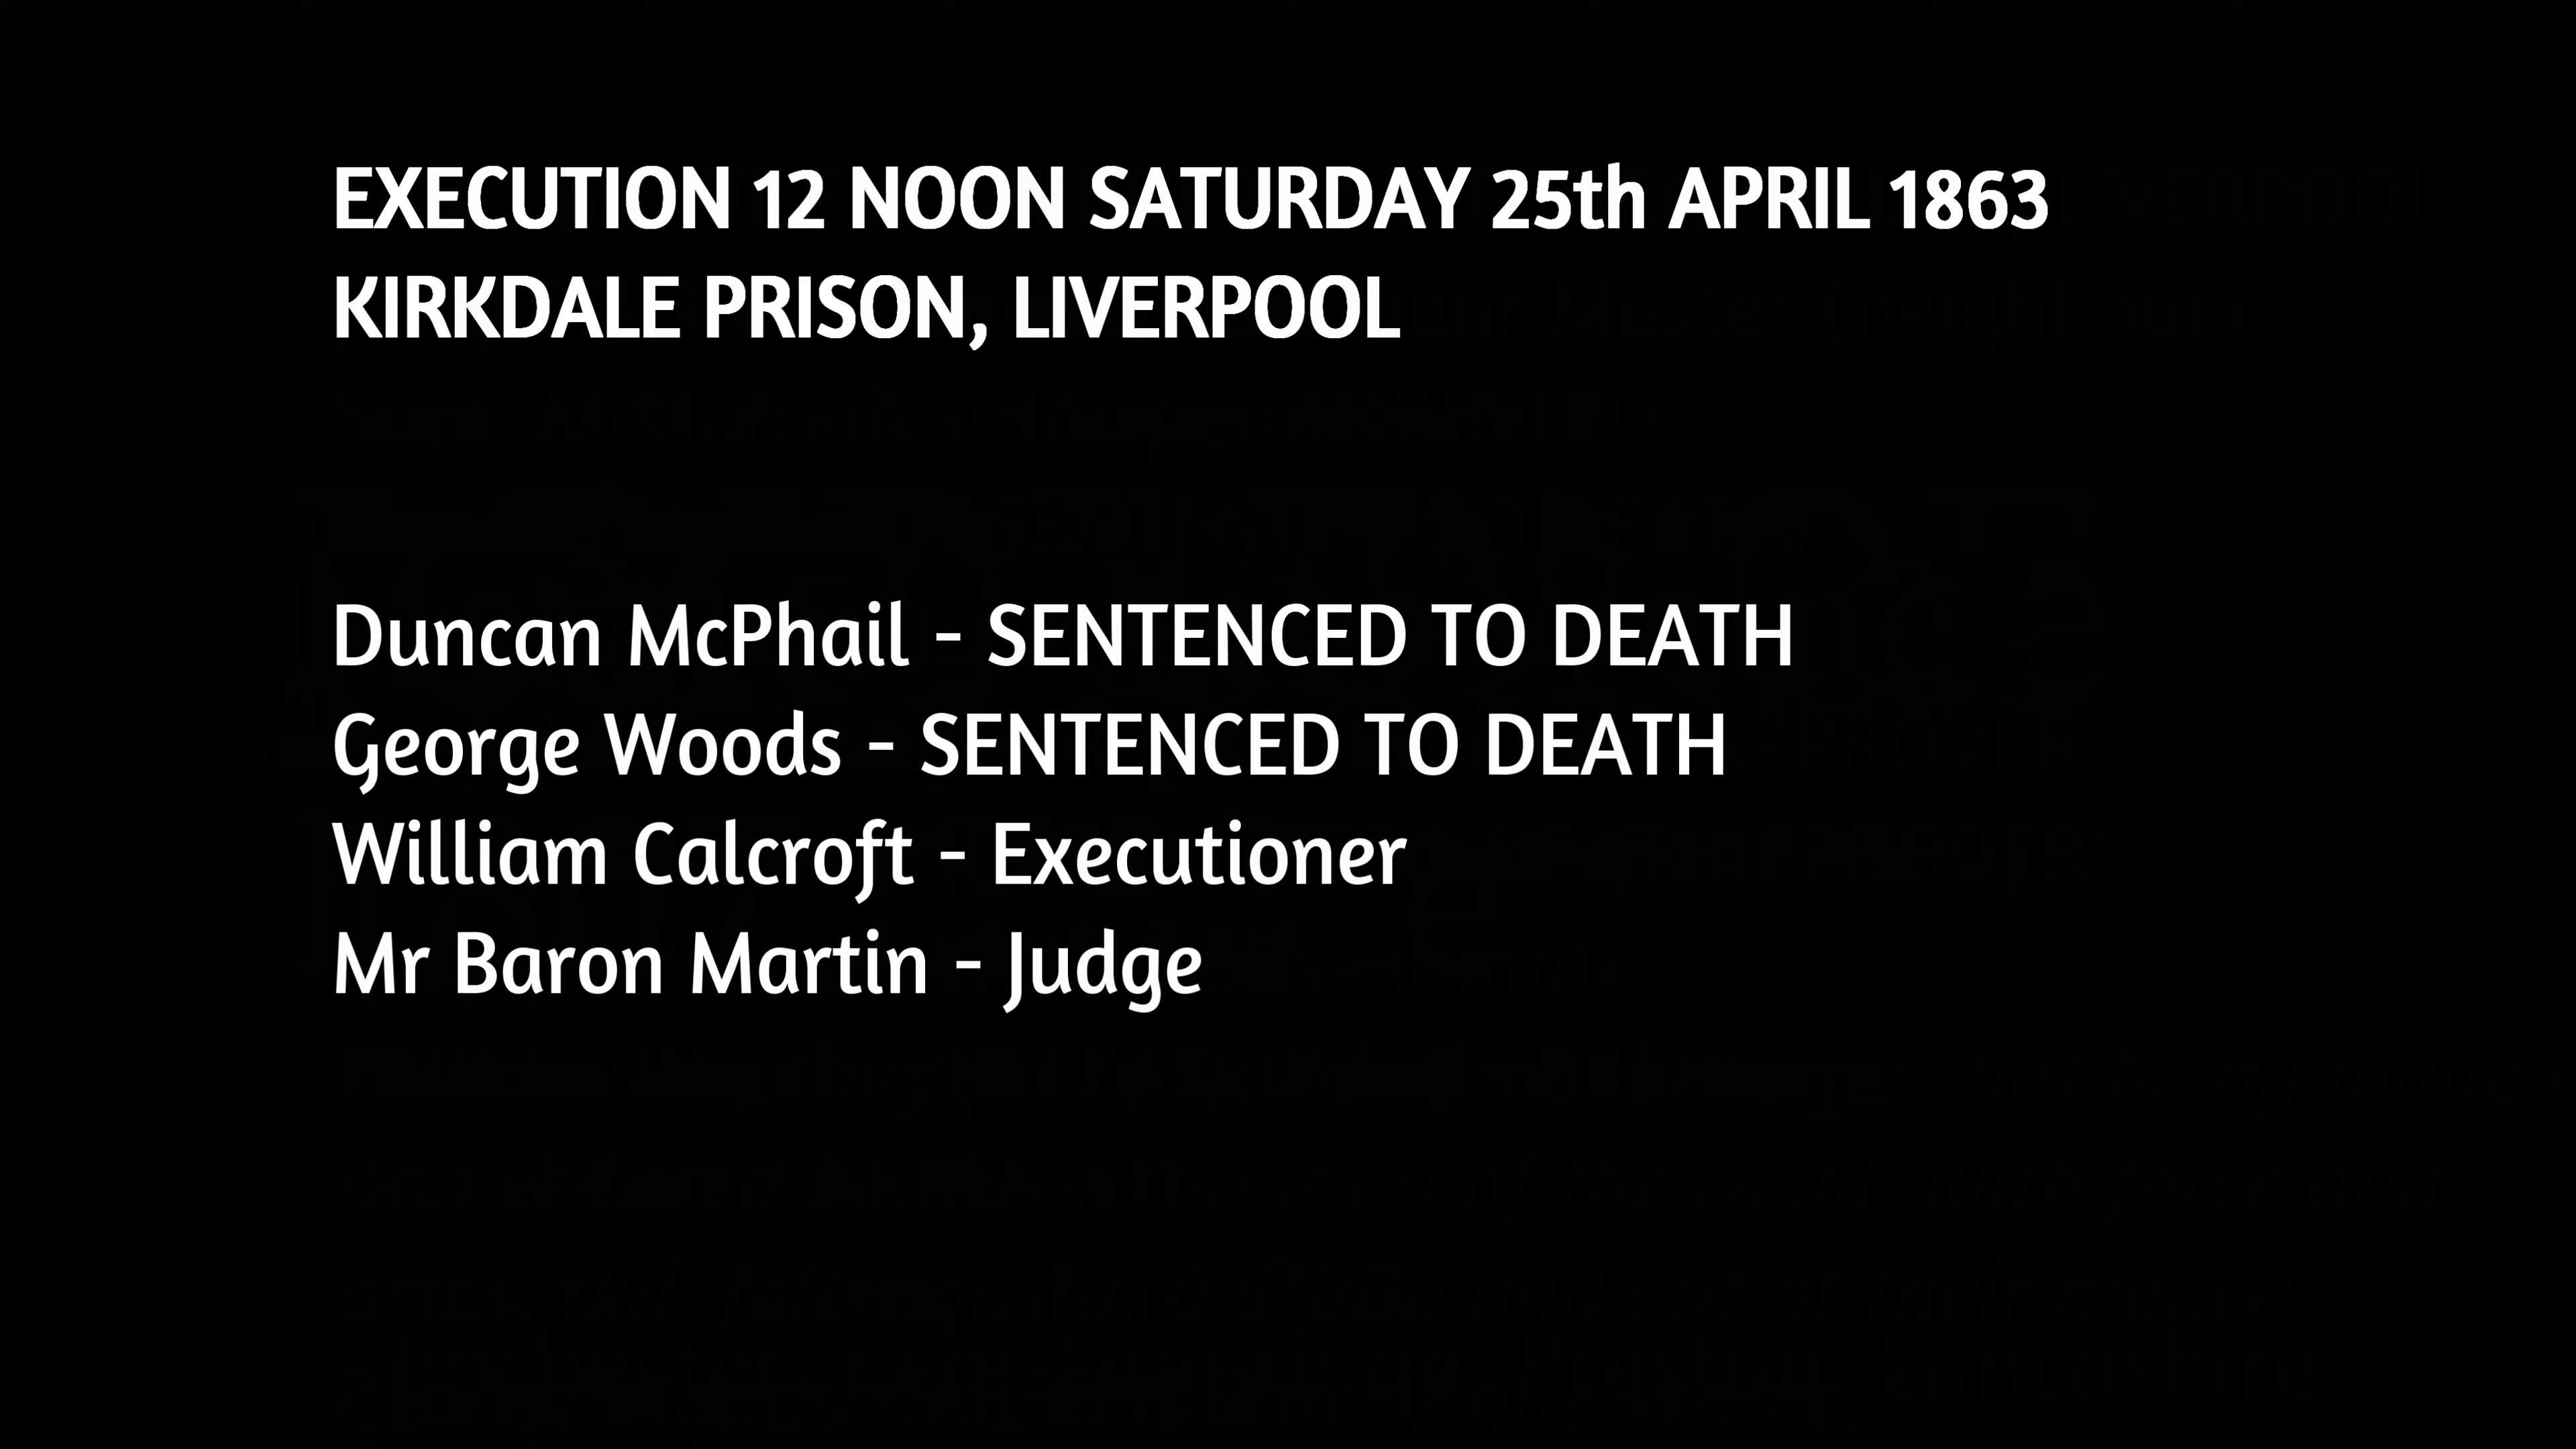 EXECUTION 12 NOON SATURDAY 25th APRIL 1863
KIRKDALE PRISON, LIVERPOOL
Duncan McPhail - SENTENCED TO DEATH
George Woods - SENTENCED TO DEATH
William Calcroft - Executioner
Mr Baron Martin - Judge